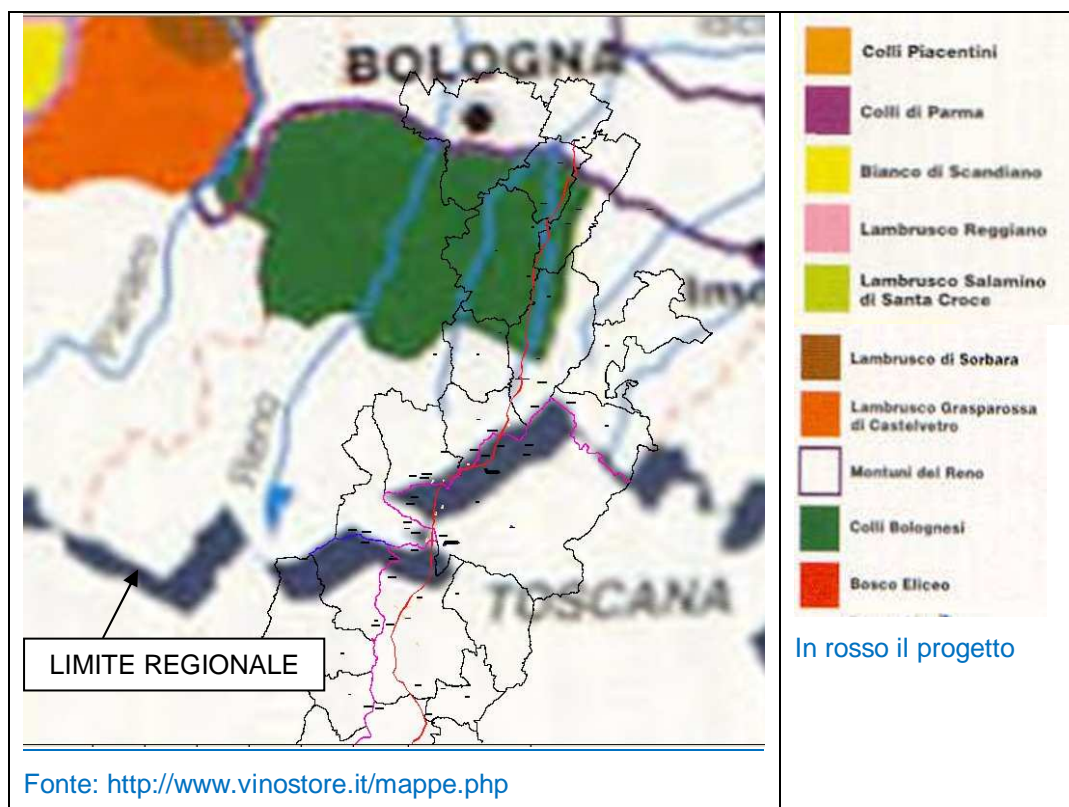 BOLOGNA
Panaro
Reno
TOSCANA
LIMITE REGIONALE
Fonte: http://www.vinostore.it/mappe.php
Colli Piacentini
Colli di Parma
Bianco di Scandiano
Lambrusco Reggiano
Lambrusco Salamino
di Santa Croce
Lambrusco di Sorbara
Lambrusco Grasparossa
di Castelvetro
Montuni del Reno
Colli Bolognesi
Bosco Eliceo
In rosso il progetto